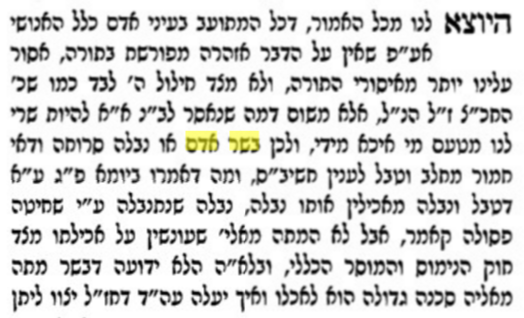 היוצא לנו מכל האמור, דכל המתועב בעיני אדם כלל האנושי
אע״פ שאין על הדבר אזהרה מפורשת בתורה, אסור
עלינו יותר מאיסורי התורה, ולא מצד חילול ה׳ לבד כמו שכ׳
החכ״ל ז״ל הנ״ל, אלא משום דמה שנאסר לב״נ א״א להיות שרי
לנו מטעם מי איכא מידי, ולכן בשר אדם או נבלה סרוחה ודאי
חמור מחלב וטבל לענין חשיב״ס, ומה דאמרו ביומא פ״ג ע״א
דטבל ונבלה מאכילין אותו נבלה, נבלה שנתנבלה ע״י שחיטה
פסולה קאמר, אבל לא המתה מאלי׳ שעונשין על אכילתו מצד
חוק הנימוס והמוסר הכללי, ובלא״ה הלא ידועה דבשר מתה
מאליה סכנה גדולה הוא לאכלו ואיך יעלה עה״ד דחז״ל יצוו ליתן